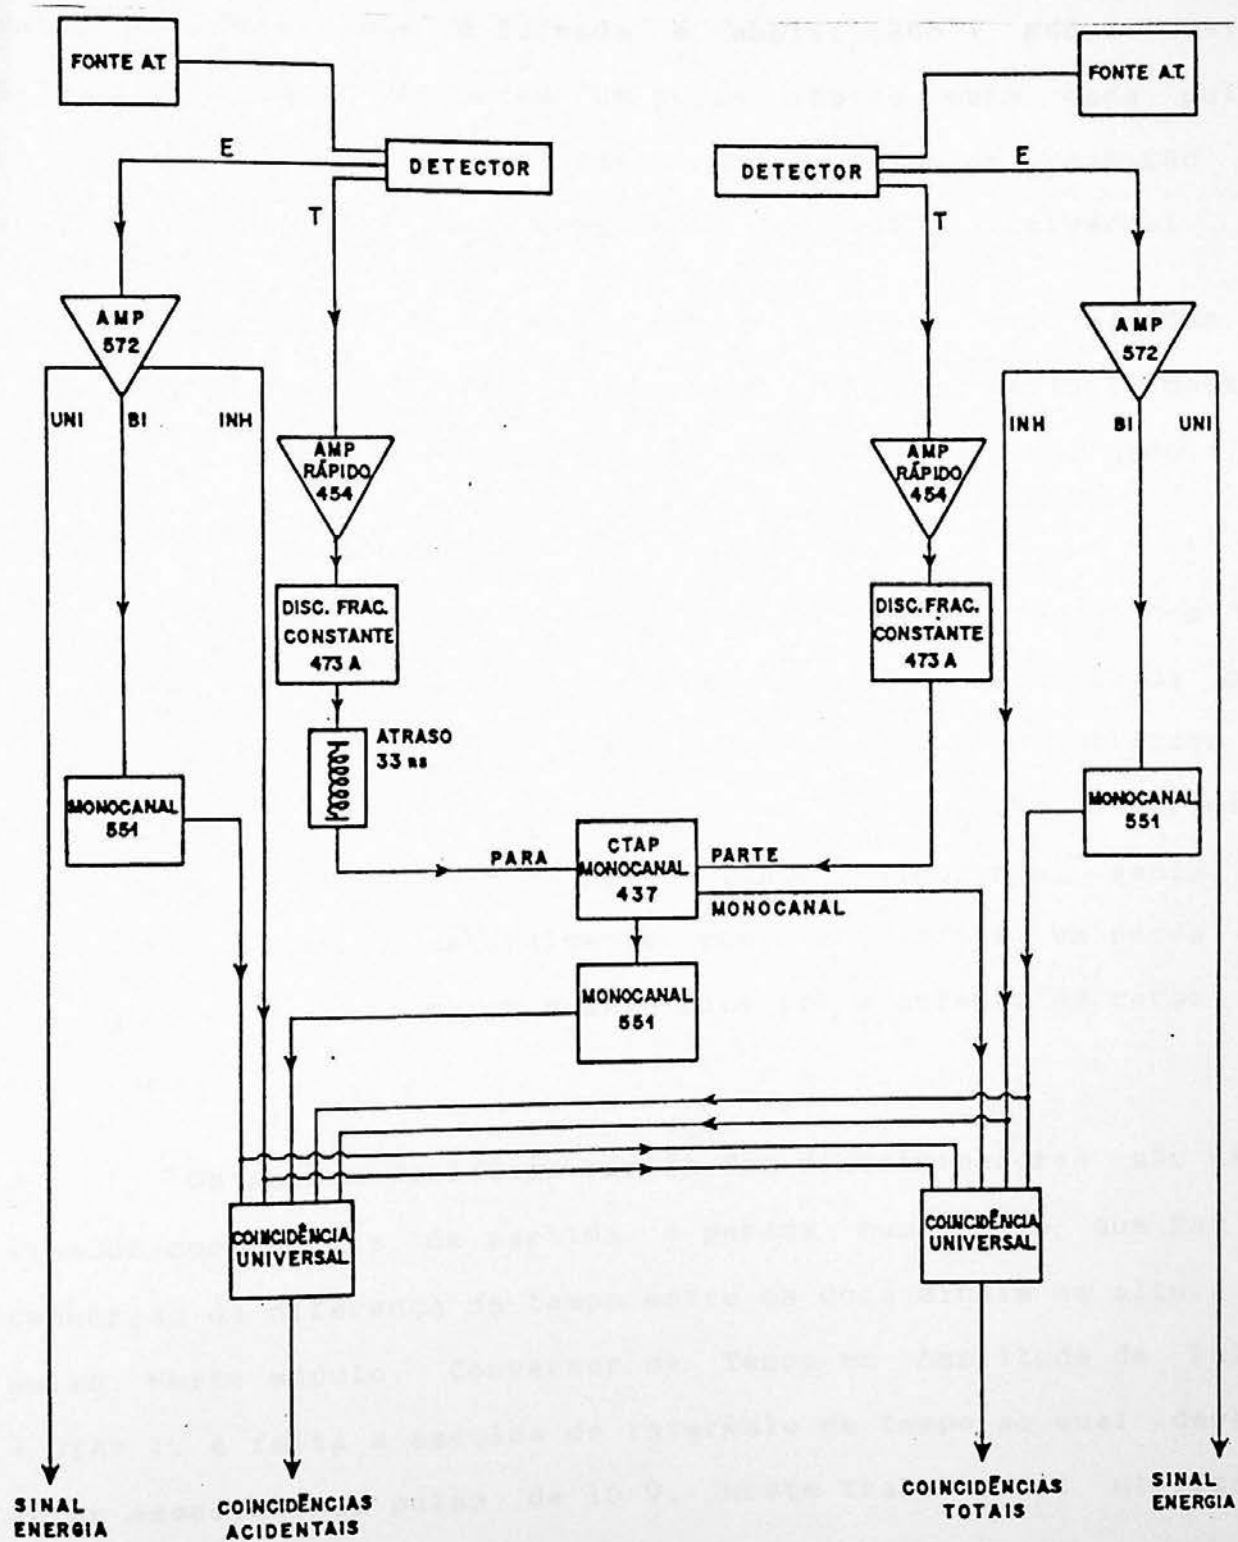 FONTE A.T.
FONTE A.T.
E
DETECTOR
DETECTOR
E
T
T
AMP
572
AMP
572
UNI
BI
INH
INH
BI
UNI
AMP
RÁPIDO
454
AMP
RÁPIDO
454
DISC. FRAC.
CONSTANTE
473 A
DISC. FRAC.
CONSTANTE
473 A
ATRASO
33 ns
MONOCANAL
551
MONOCANAL
551
PARA
CTAP
MONOCANAL
437
PARTE
MONOCANAL
MONOCANAL
551
COINCIDÊNCIA
UNIVERSAL
COINCIDÊNCIA
UNIVERSAL
SINAL
ENERGIA
COINCIDÊNCIAS
ACIDENTAIS
COINCIDÊNCIAS
TOTAIS
SINAL
ENERGIA